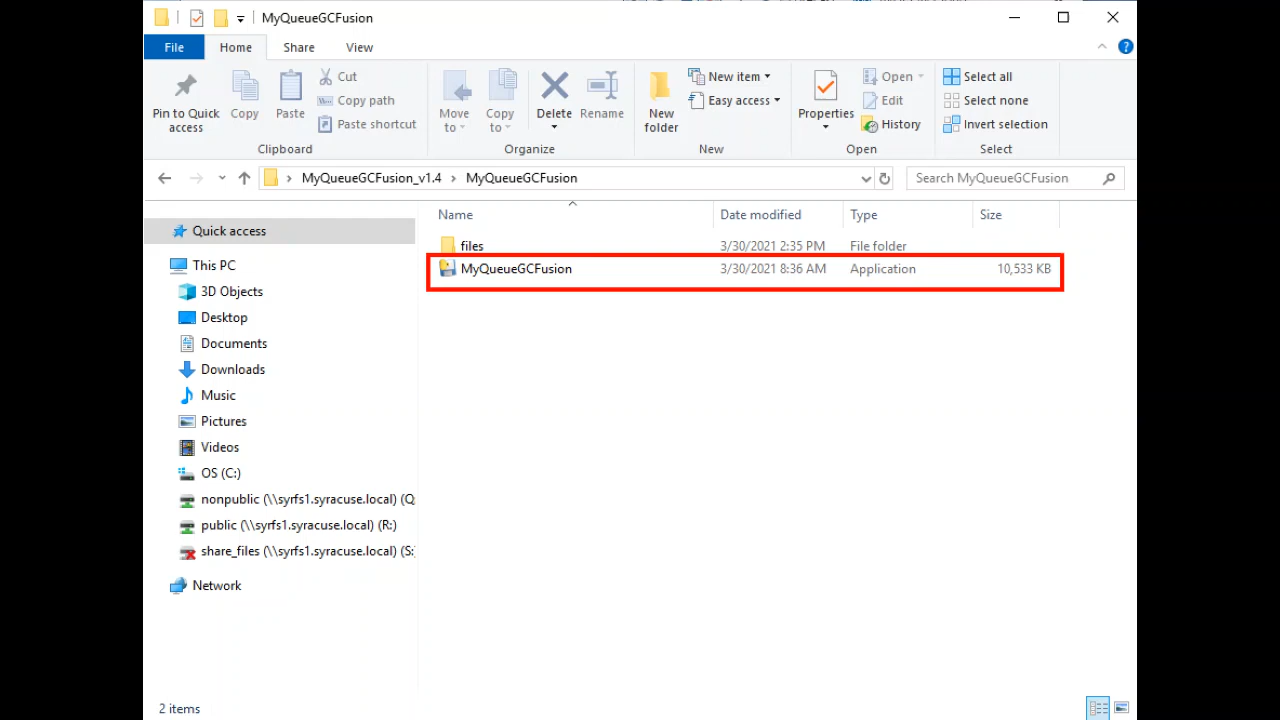 MyQueueGCFusion
File Home Share View
Pin to Quick access
Copy
Paste
Cut
Copy path
Paste shortcut
Clipboard
Move to
Copy to
Delete
Rename
Organize
New folder
New item
Easy access
New
Properties
Open
Edit
History
Open
Select all
Select none
Invert selection
Select
MyQueueGCFusion_v1.4 > MyQueueGCFusion
Search MyQueueGCFusion
Name Date modified Type Size
files 3/30/2021 2:35 PM File folder
MyQueueGCFusion 3/30/2021 8:36 AM Application 10,533 KB
Quick access
This PC
3D Objects
Desktop
Documents
Downloads
Music
Pictures
Videos
OS (C:)
nonpublic (\\syrfs1.syracuse.local) (Q
public (\\syrfs1.syracuse.local) (R:)
share_files (\\syrfs1.syracuse.local) (S:
Network
2 items